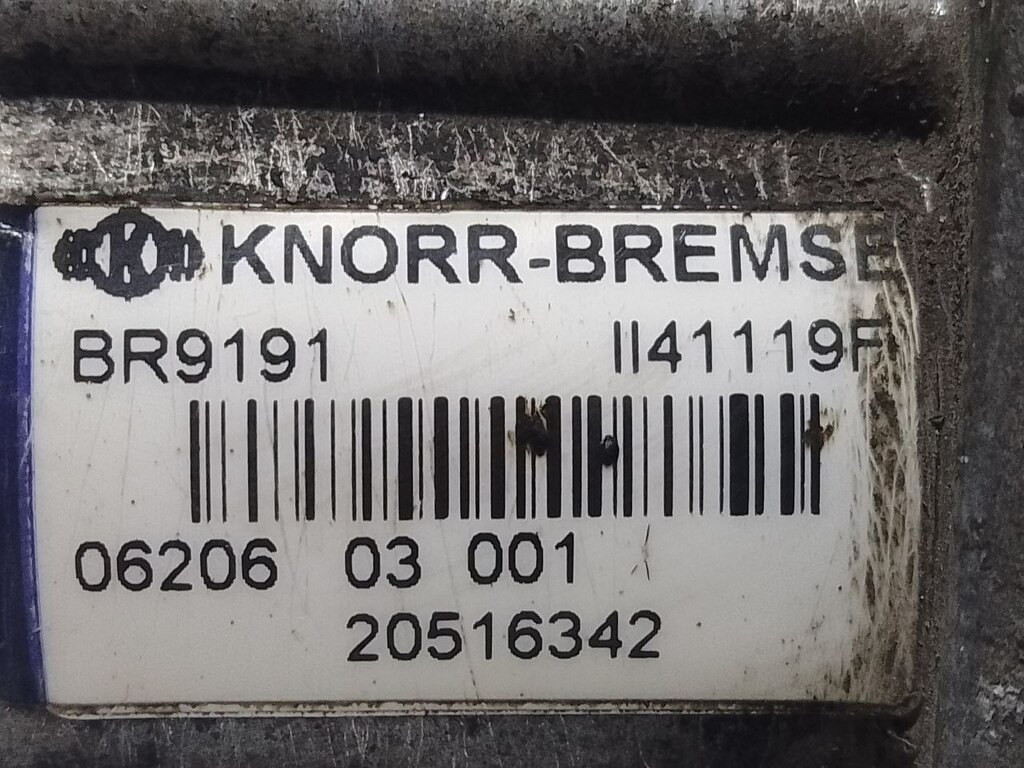 KNORR-BREMSE
BR9191 II41119F
06206 03 001
20516342